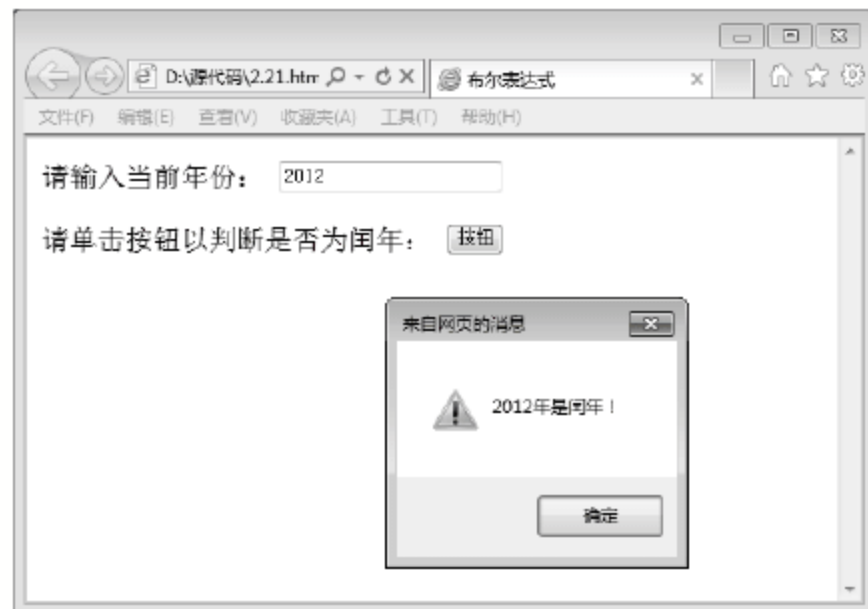 D:\源代码\2.21.htm
布尔表达式
文件(F) 编辑(E) 查看(V) 收藏夹(A) 工具(T) 帮助(H)
请输入当前年份： 2012
请单击按钮以判断是否为闰年： 按钮
来自网页的消息
2012年是闰年！
确定